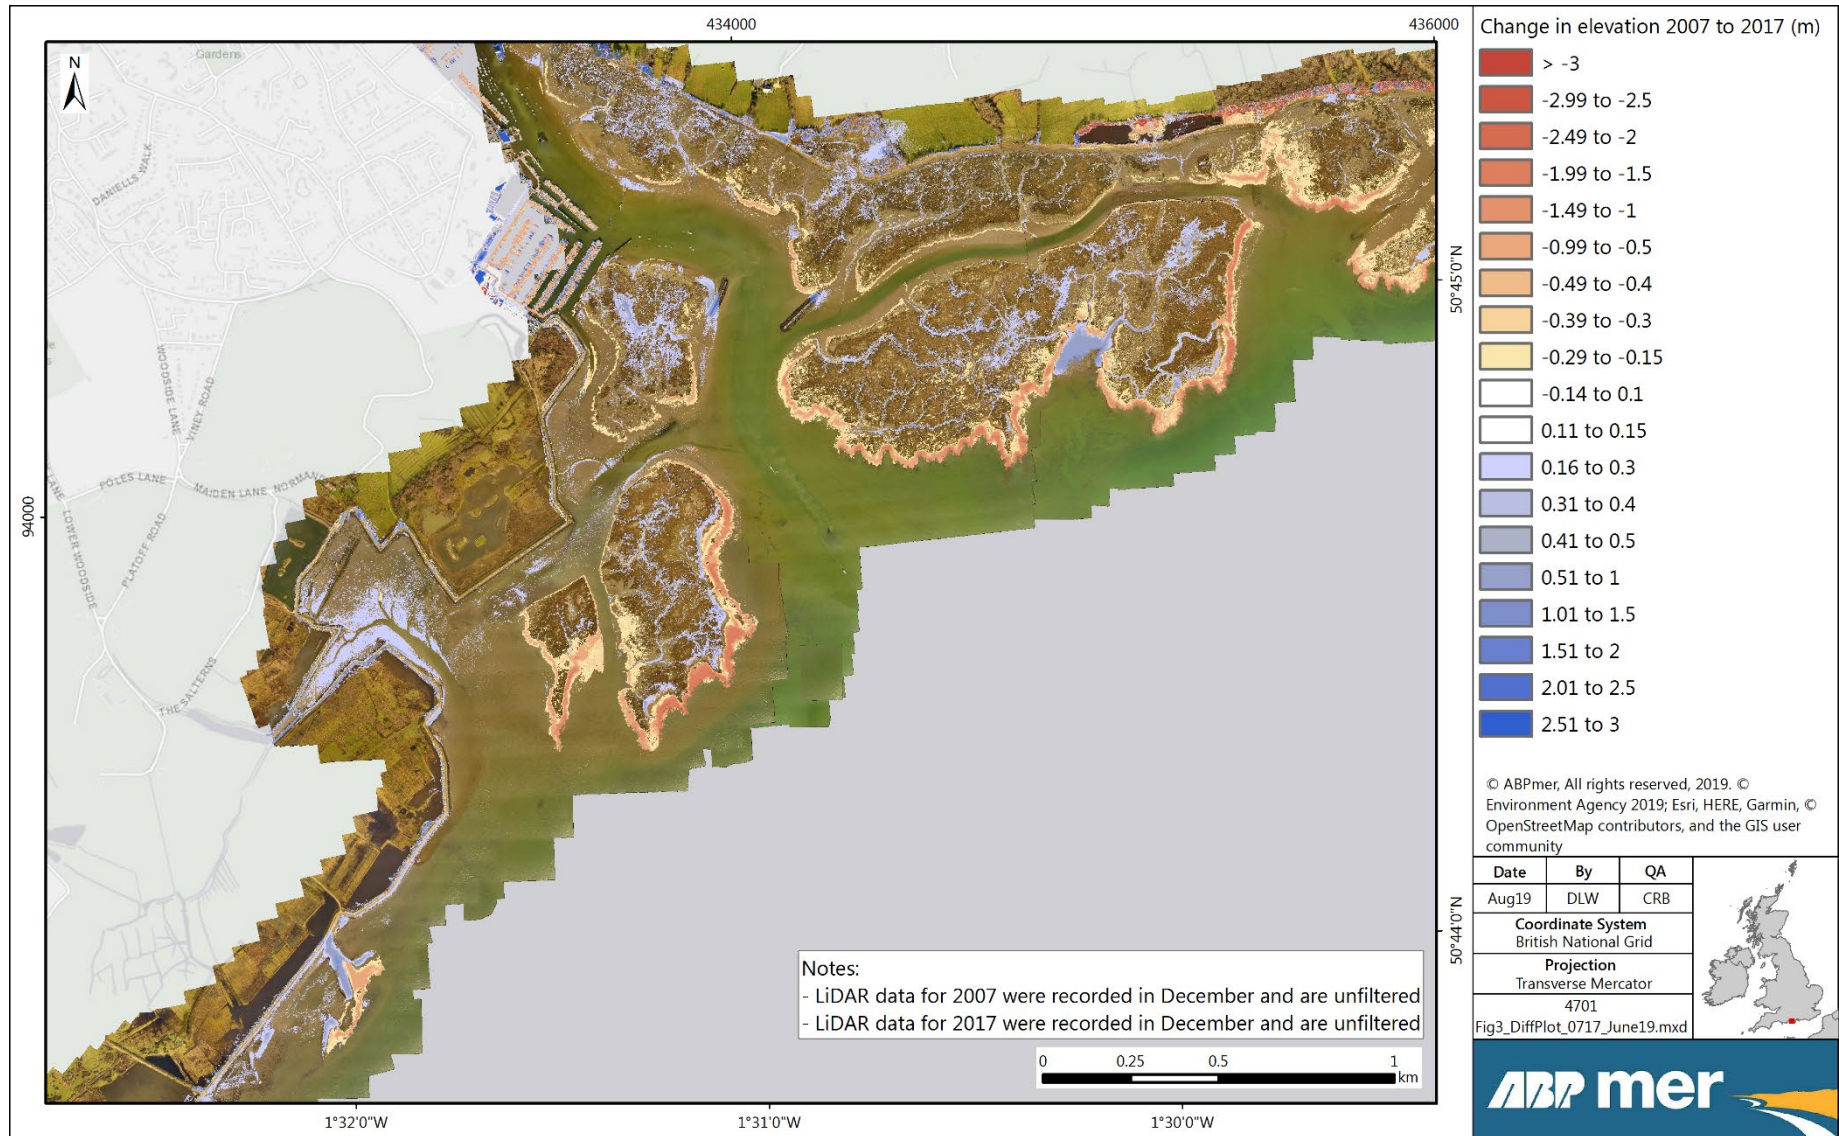 434000
436000
Gardens
N
DANIELLS WALK
WOODSIDE LANE
VINEY ROAD
POLES LANE
MAIDEN LANE
NORMANS
LANE
LOWER WOODSIDE
PLATOFF ROAD
THE SALTERNS
94000
50°45'0"N
50°44'0"N
1°32'0"W
1°31'0"W
1°30'0"W
Notes:
- LiDAR data for 2007 were recorded in December and are unfiltered
- LiDAR data for 2017 were recorded in December and are unfiltered
0 0.25 0.5 1
km
Change in elevation 2007 to 2017 (m)
> -3
-2.99 to -2.5
-2.49 to -2
-1.99 to -1.5
-1.49 to -1
-0.99 to -0.5
-0.49 to -0.4
-0.39 to -0.3
-0.29 to -0.15
-0.14 to 0.1
0.11 to 0.15
0.16 to 0.3
0.31 to 0.4
0.41 to 0.5
0.51 to 1
1.01 to 1.5
1.51 to 2
2.01 to 2.5
2.51 to 3
© ABPmer, All rights reserved, 2019. ©
Environment Agency 2019; Esri, HERE, Garmin, ©
OpenStreetMap contributors, and the GIS user
community
Date By QA
Aug19 DLW CRB
Coordinate System
British National Grid
Projection
Transverse Mercator
4701
Fig3_DiffPlot_0717_June19.mxd
ABP mer